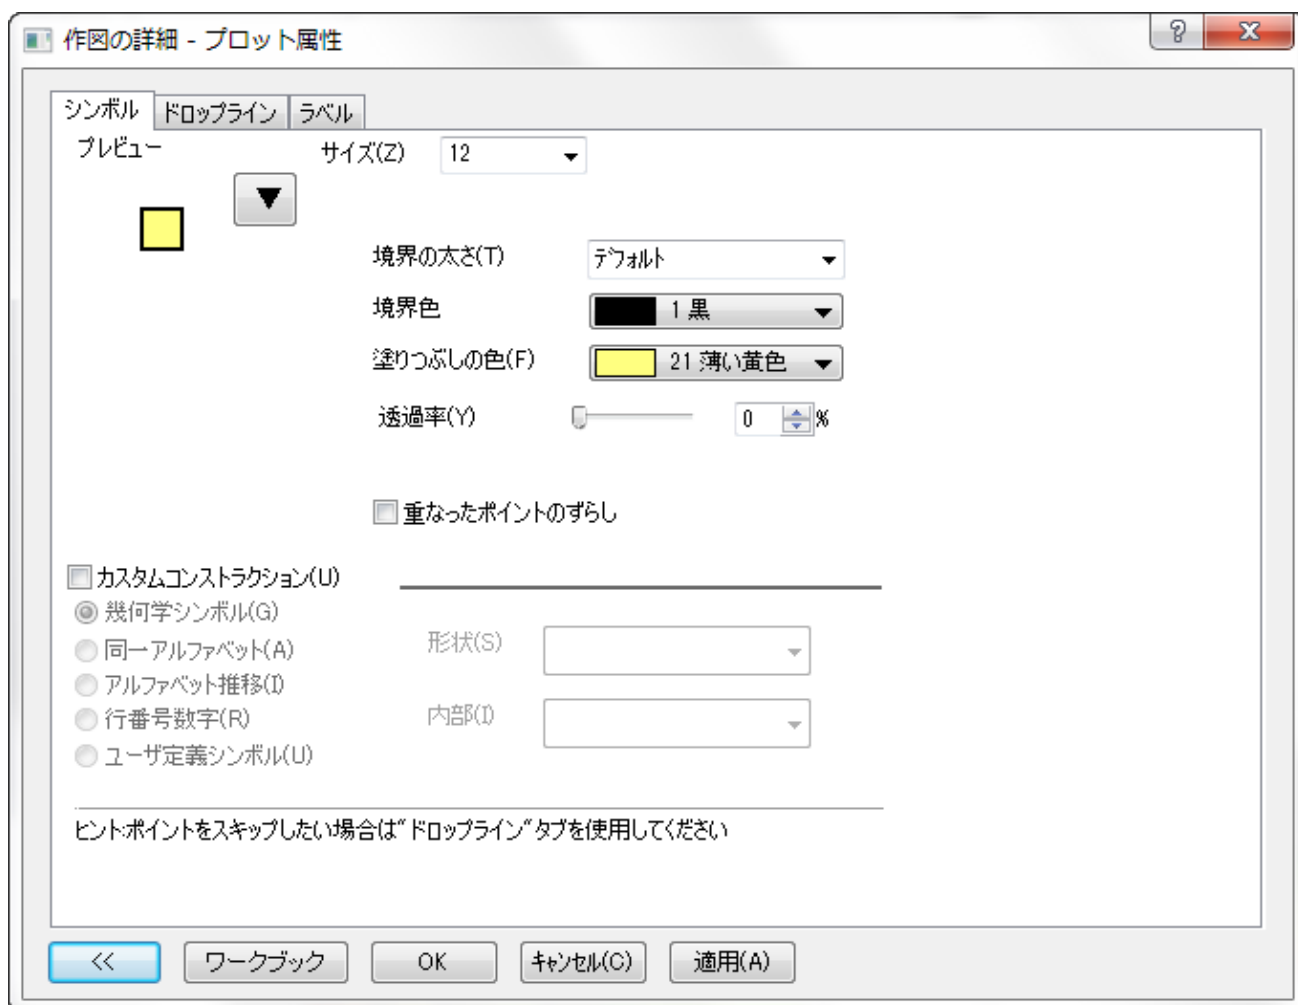 作図の詳細 - プロット属性
シンボル ドロップライン ラベル
プレビュー サイズ(Z) 12
境界の太さ(T) デフォルト
境界色 1 黒
塗りつぶしの色(F) 21 薄い黄色
透過率(Y) 0 %
重なったポイントのずらし
カスタムコンストラクション(U)
幾何学シンボル(G)
同一アルファベット(A) 形状(S)
アルファベット推移(I)
行番号数字(R) 内部(I)
ユーザ定義シンボル(U)
ヒント:ポイントをスキップしたい場合は"ドロップライン"タブを使用してください
<< ワークブック OK キャンセル(C) 適用(A)